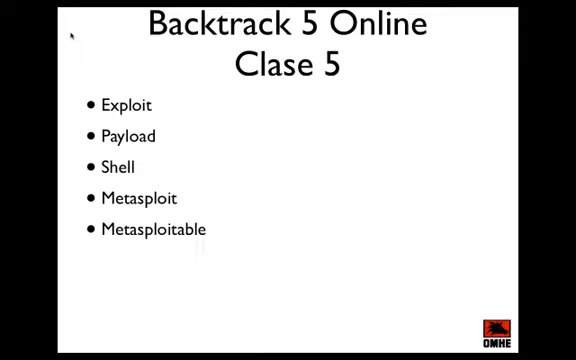 Backtrack 5 Online
Clase 5
• Exploit
• Payload
• Shell
• Metasploit
• Metasploitable
OMHE